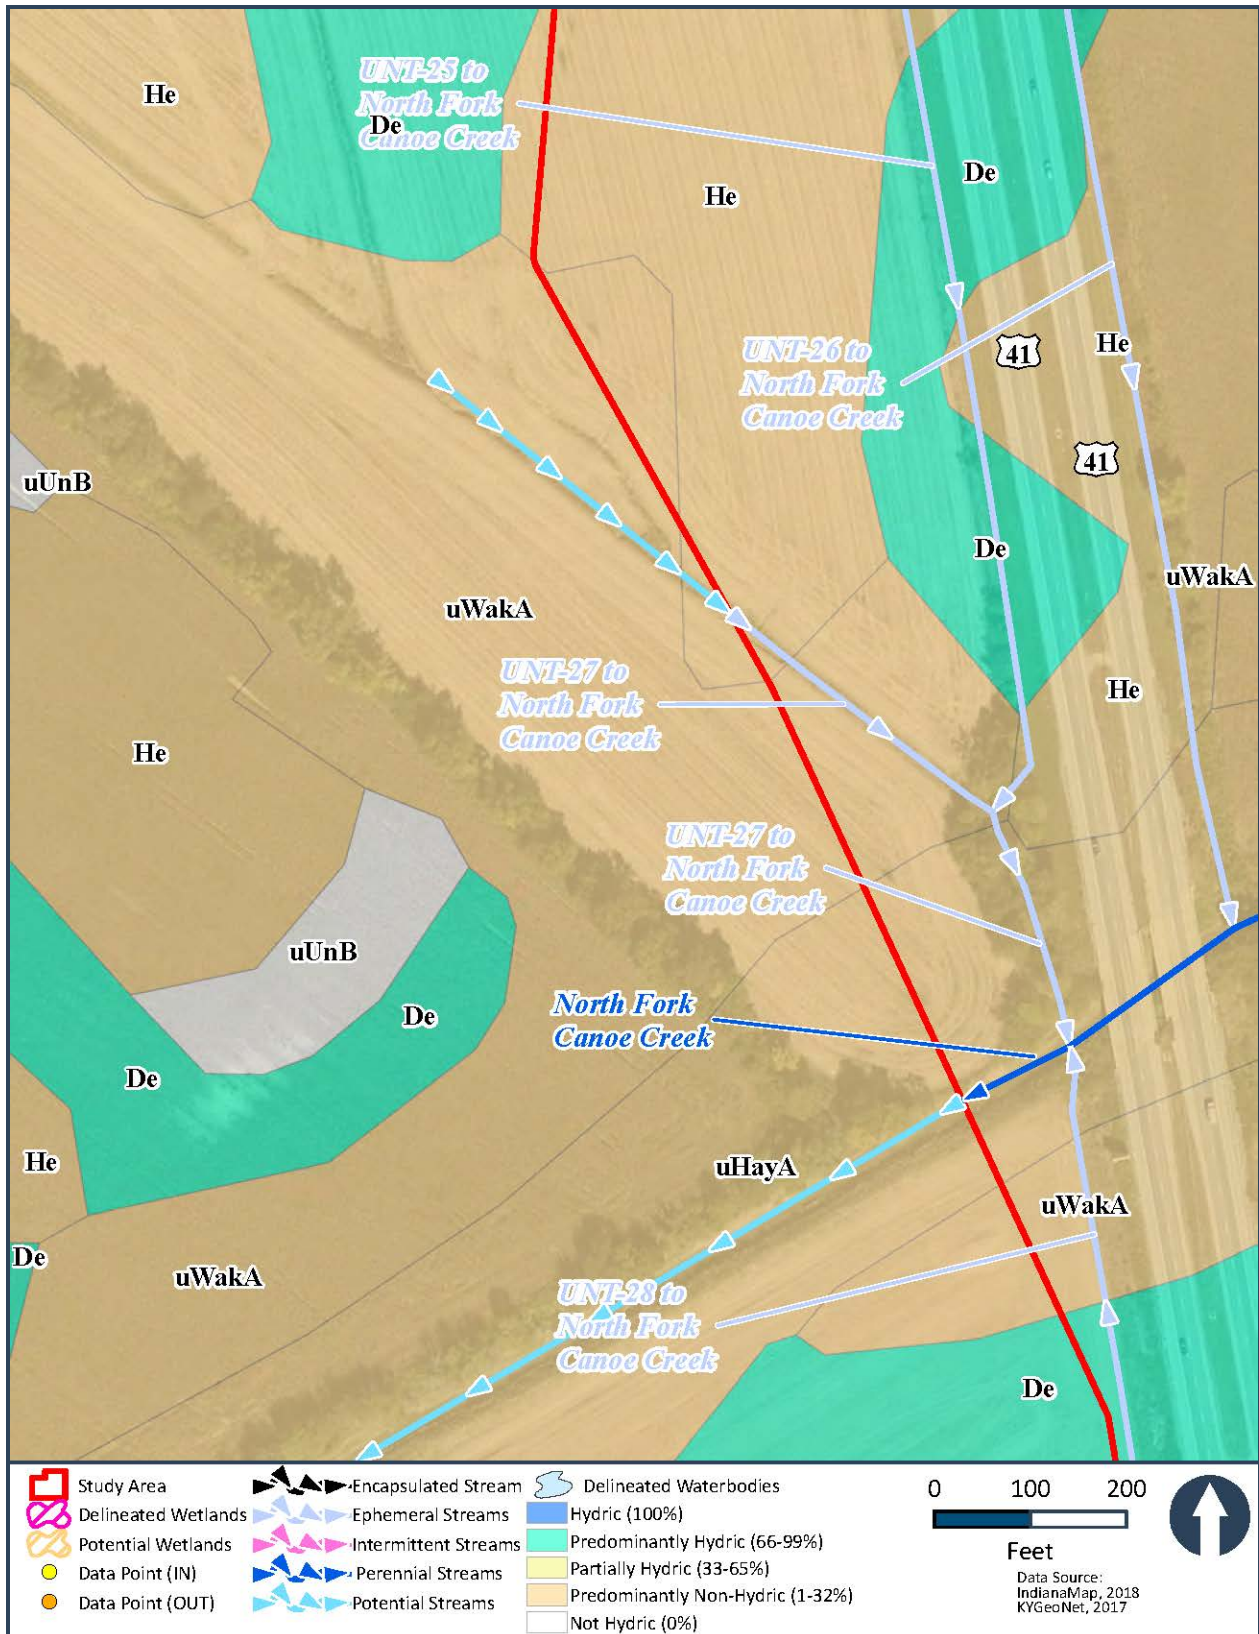 He
UNT-25 to
North Fork
Canoe Creek
De
De
He
UNT-26 to
North Fork
Canoe Creek
41
He
41
uUnB
De
uWakA
uWakA
UNT-27 to
North Fork
Canoe Creek
He
He
UNT-27 to
North Fork
Canoe Creek
uUnB
De
North Fork
Canoe Creek
De
He
uHayA
uWakA
De
uWakA
UNT-28 to
North Fork
Canoe Creek
De
Study Area
Delineated Wetlands
Potential Wetlands
Data Point (IN)
Data Point (OUT)
Encapsulated Stream
Ephemeral Streams
Intermittent Streams
Perennial Streams
Potential Streams
Delineated Waterbodies
Hydric (100%)
Predominantly Hydric (66-99%)
Partially Hydric (33-65%)
Predominantly Non-Hydric (1-32%)
Not Hydric (0%)
0 100 200
Feet
Data Source:
IndianaMap, 2018
KYGeoNet, 2017